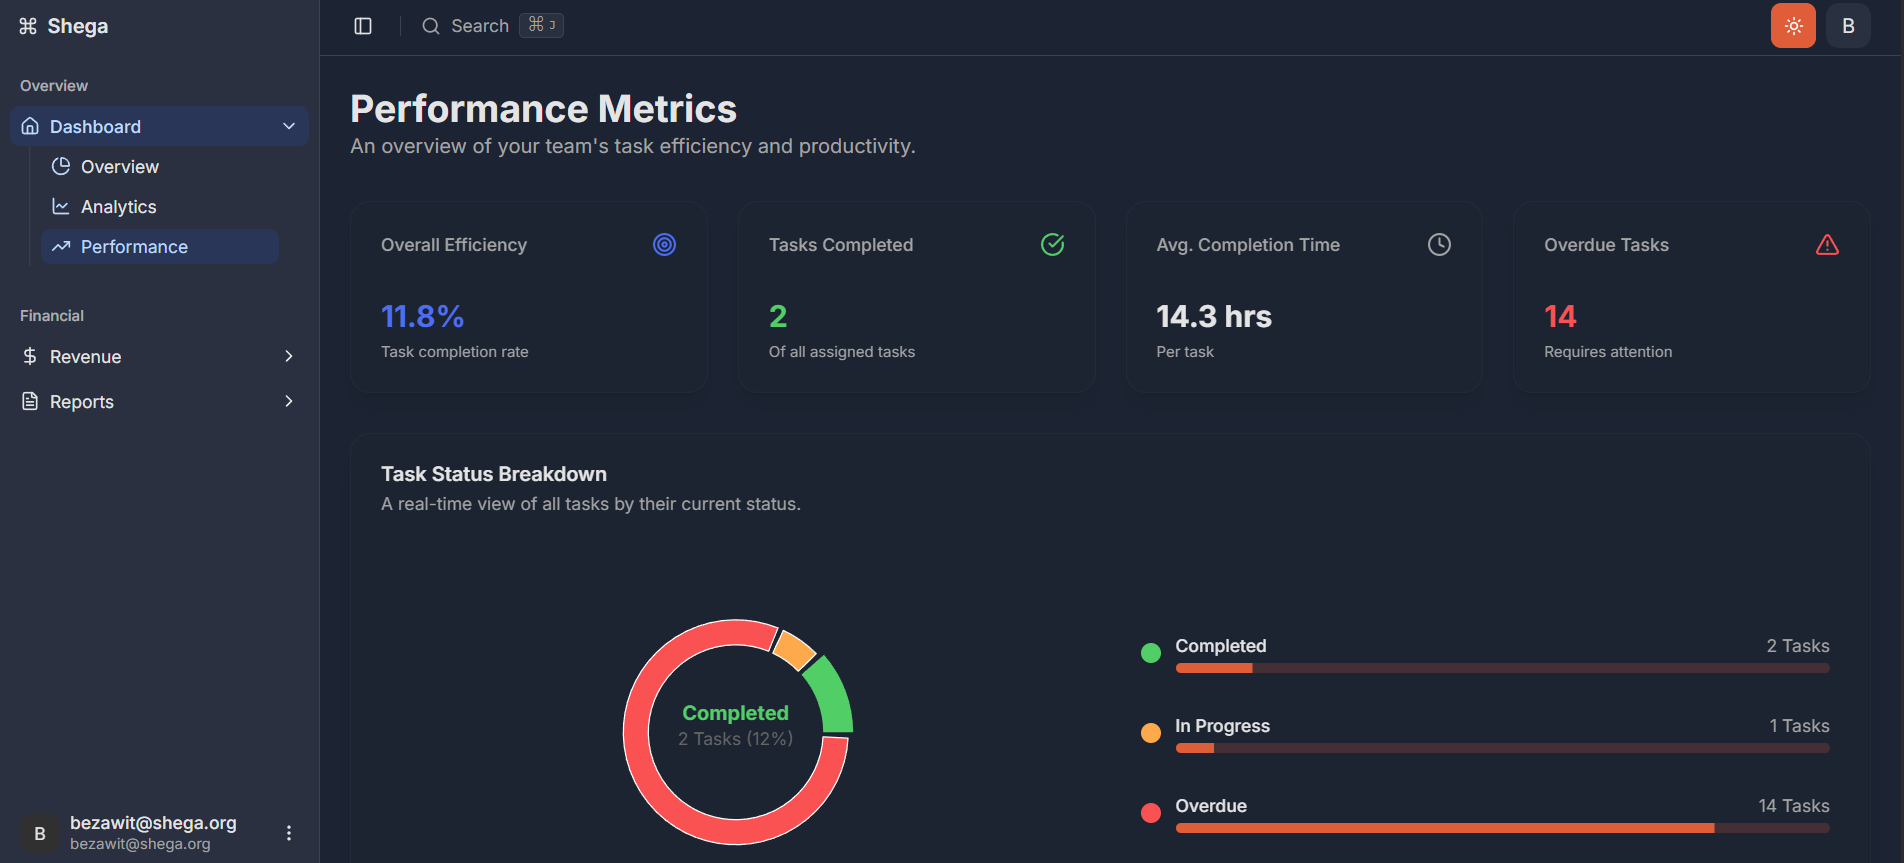 Shega
Search ⌘ J
B
Overview
Dashboard
Overview
Analytics
Performance
Financial
Revenue
Reports
B
bezawit@shega.org
bezawit@shega.org
Performance Metrics
An overview of your team's task efficiency and productivity.
Overall Efficiency
11.8%
Task completion rate
Tasks Completed
2
Of all assigned tasks
Avg. Completion Time
14.3 hrs
Per task
Overdue Tasks
14
Requires attention
Task Status Breakdown
A real-time view of all tasks by their current status.
Completed
2 Tasks (12%)
Completed 2 Tasks
In Progress 1 Tasks
Overdue 14 Tasks